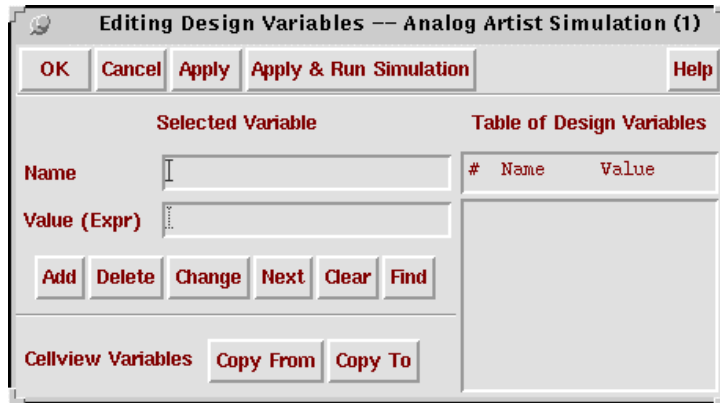 Editing Design Variables -- Analog Artist Simulation (1)
OK Cancel Apply Apply & Run Simulation Help
Selected Variable
Table of Design Variables
Name
# Name Value
Value (Expr)
Add Delete Change Next Clear Find
Cellview Variables Copy From Copy To